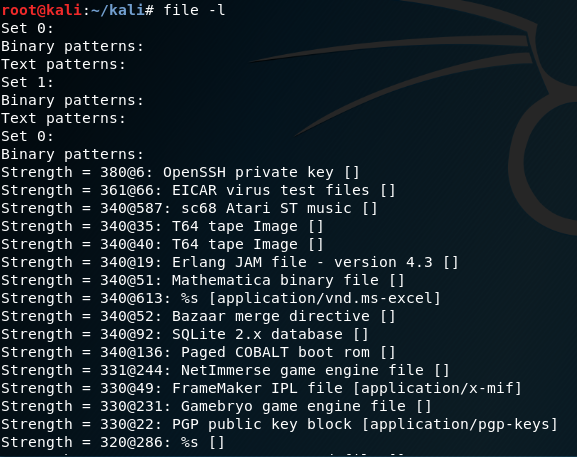 root@kali:~/kali# file -l
Set 0:
Binary patterns:
Text patterns:
Set 1:
Binary patterns:
Text patterns:
Set 0:
Binary patterns:
Strength = 380@6: OpenSSH private key []
Strength = 361@66: EICAR virus test files []
Strength = 340@587: sc68 Atari ST music []
Strength = 340@35: T64 tape Image []
Strength = 340@40: T64 tape Image []
Strength = 340@19: Erlang JAM file - version 4.3 []
Strength = 340@51: Mathematica binary file []
Strength = 340@613: %s [application/vnd.ms-excel]
Strength = 340@52: Bazaar merge directive []
Strength = 340@92: SQLite 2.x database []
Strength = 340@136: Paged COBALT boot rom []
Strength = 331@244: NetImmerse game engine file []
Strength = 330@49: FrameMaker IPL file [application/x-mif]
Strength = 330@231: Gamebryo game engine file []
Strength = 330@22: PGP public key block [application/pgp-keys]
Strength = 320@286: %s []